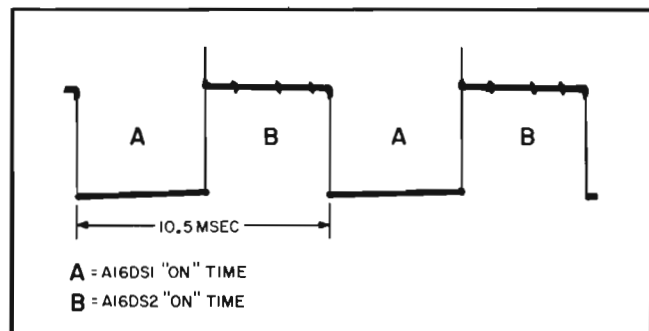 A B A B
10.5 MSEC
A = A16DS1 "ON" TIME
B = A16DS2 "ON" TIME